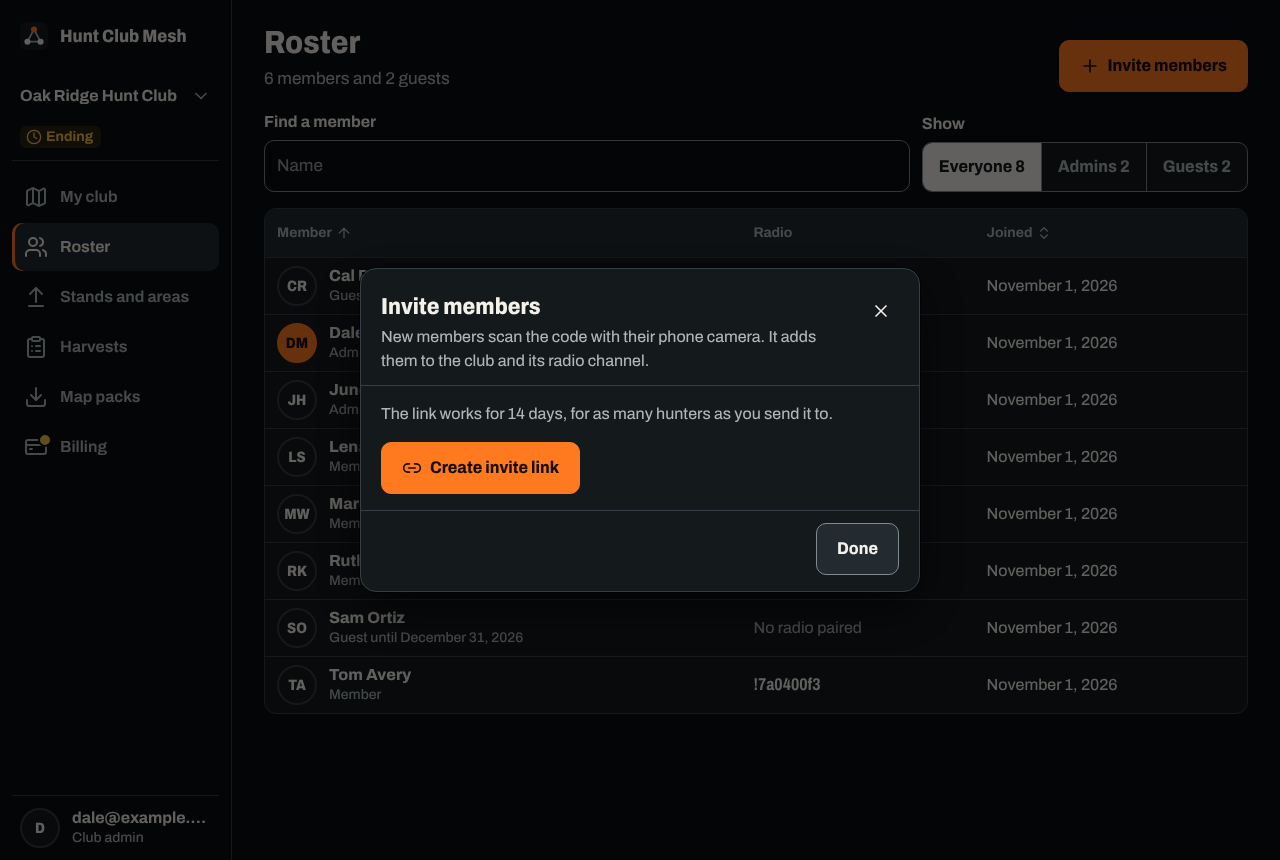 Hunt Club Mesh
Oak Ridge Hunt Club
Ending
My club
Roster
Stands and areas
Harvests
Map packs
Billing
D
dale@example....
Club admin
Roster
6 members and 2 guests
Invite members
Find a member
Name
Show
Everyone 8
Admins 2
Guests 2
Member
Radio
Joined
CR
Cal
November 1, 2026
DM
November 1, 2026
JH
November 1, 2026
LS
November 1, 2026
MW
November 1, 2026
RK
November 1, 2026
Invite members
New members scan the code with their phone camera. It adds
them to the club and its radio channel.
The link works for 14 days, for as many hunters as you send it to.
Create invite link
Done
SO
Sam Ortiz
Guest until December 31, 2026
No radio paired
November 1, 2026
TA
Tom Avery
Member
!7a0400f3
November 1, 2026